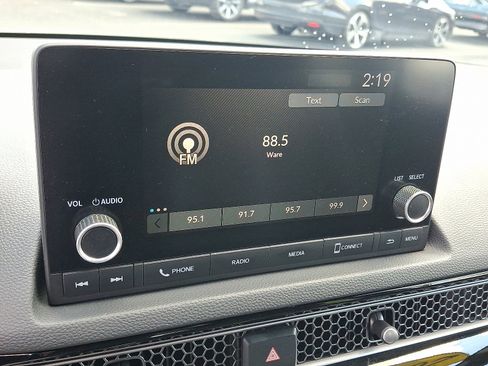 2:19
Text Scan
FM
88.5
Ware
VOL AUDIO
LIST SELECT
95.1 91.7 95.7 99.9
PHONE RADIO MEDIA CONNECT MENU